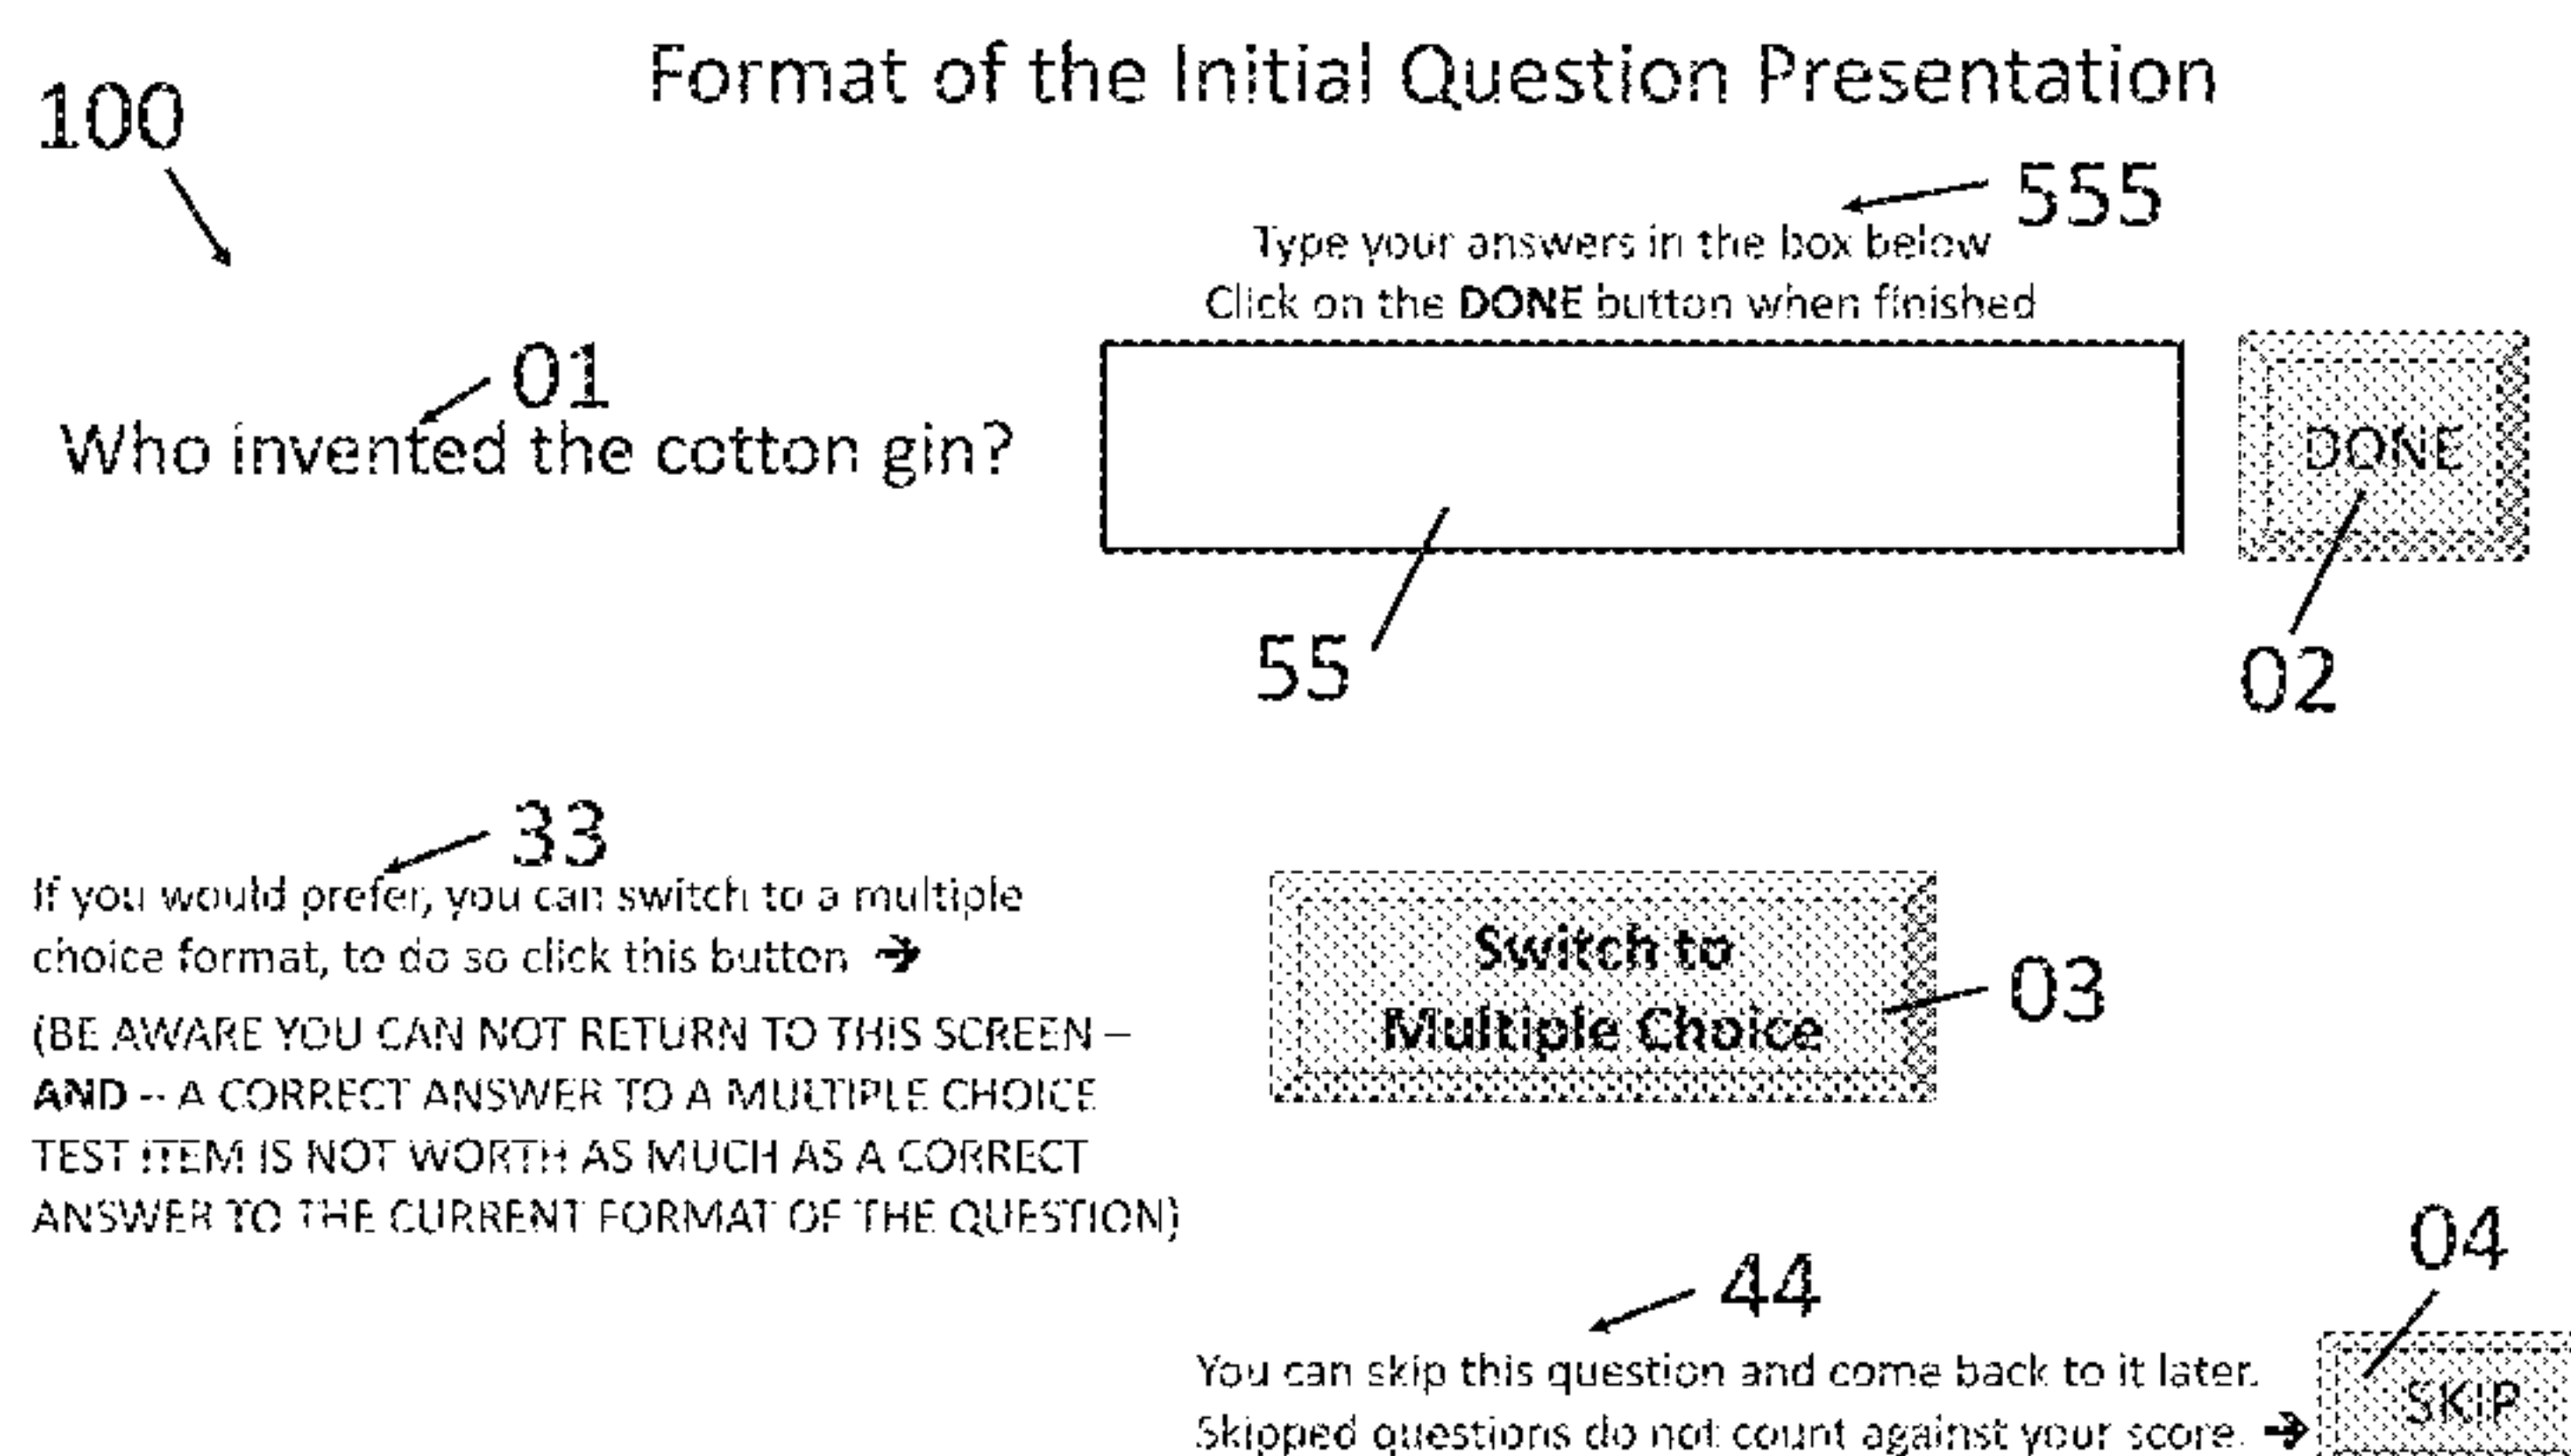 Format of the Initial Question Presentation
100
555
Type your answers in the box below
Click on the DONE button when finished
01
Who invented the cotton gin?
DONE
55
02
33
If you would prefer, you can switch to a multiple
choice format, to do so click this button →
(BE AWARE YOU CAN NOT RETURN TO THIS SCREEN –
AND -- A CORRECT ANSWER TO A MULTIPLE CHOICE
TEST ITEM IS NOT WORTH AS MUCH AS A CORRECT
ANSWER TO THE CURRENT FORMAT OF THE QUESTION)
Switch to
Multiple Choice
03
44
04
You can skip this question and come back to it later.
Skipped questions do not count against your score. →
SKIP